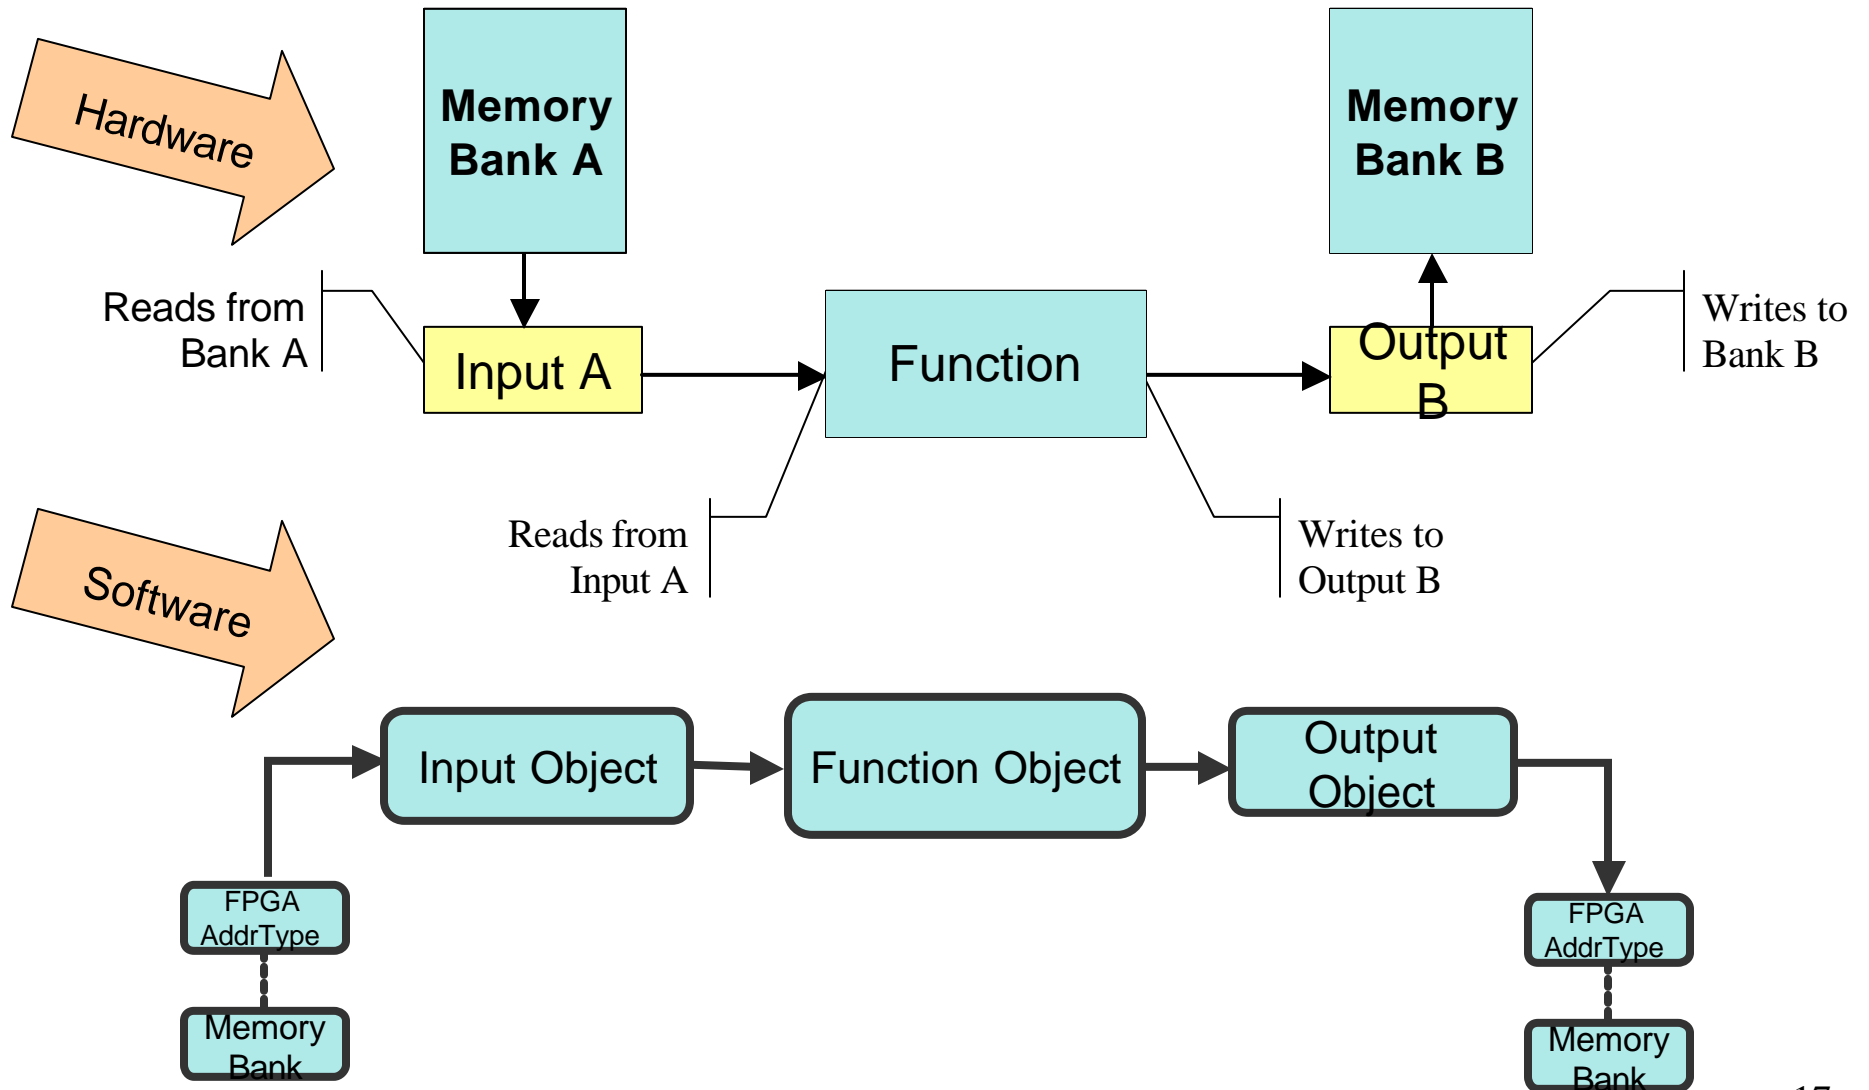 Hardware
Memory
Bank A
Memory
Bank B
Reads from
Bank A
Input A
Function
Output
B
Writes to
Bank B
Reads from
Input A
Writes to
Output B
Software
Input Object
Function Object
Output
Object
FPGA
AddrType
Memory
Bank
FPGA
AddrType
Memory
Bank
17